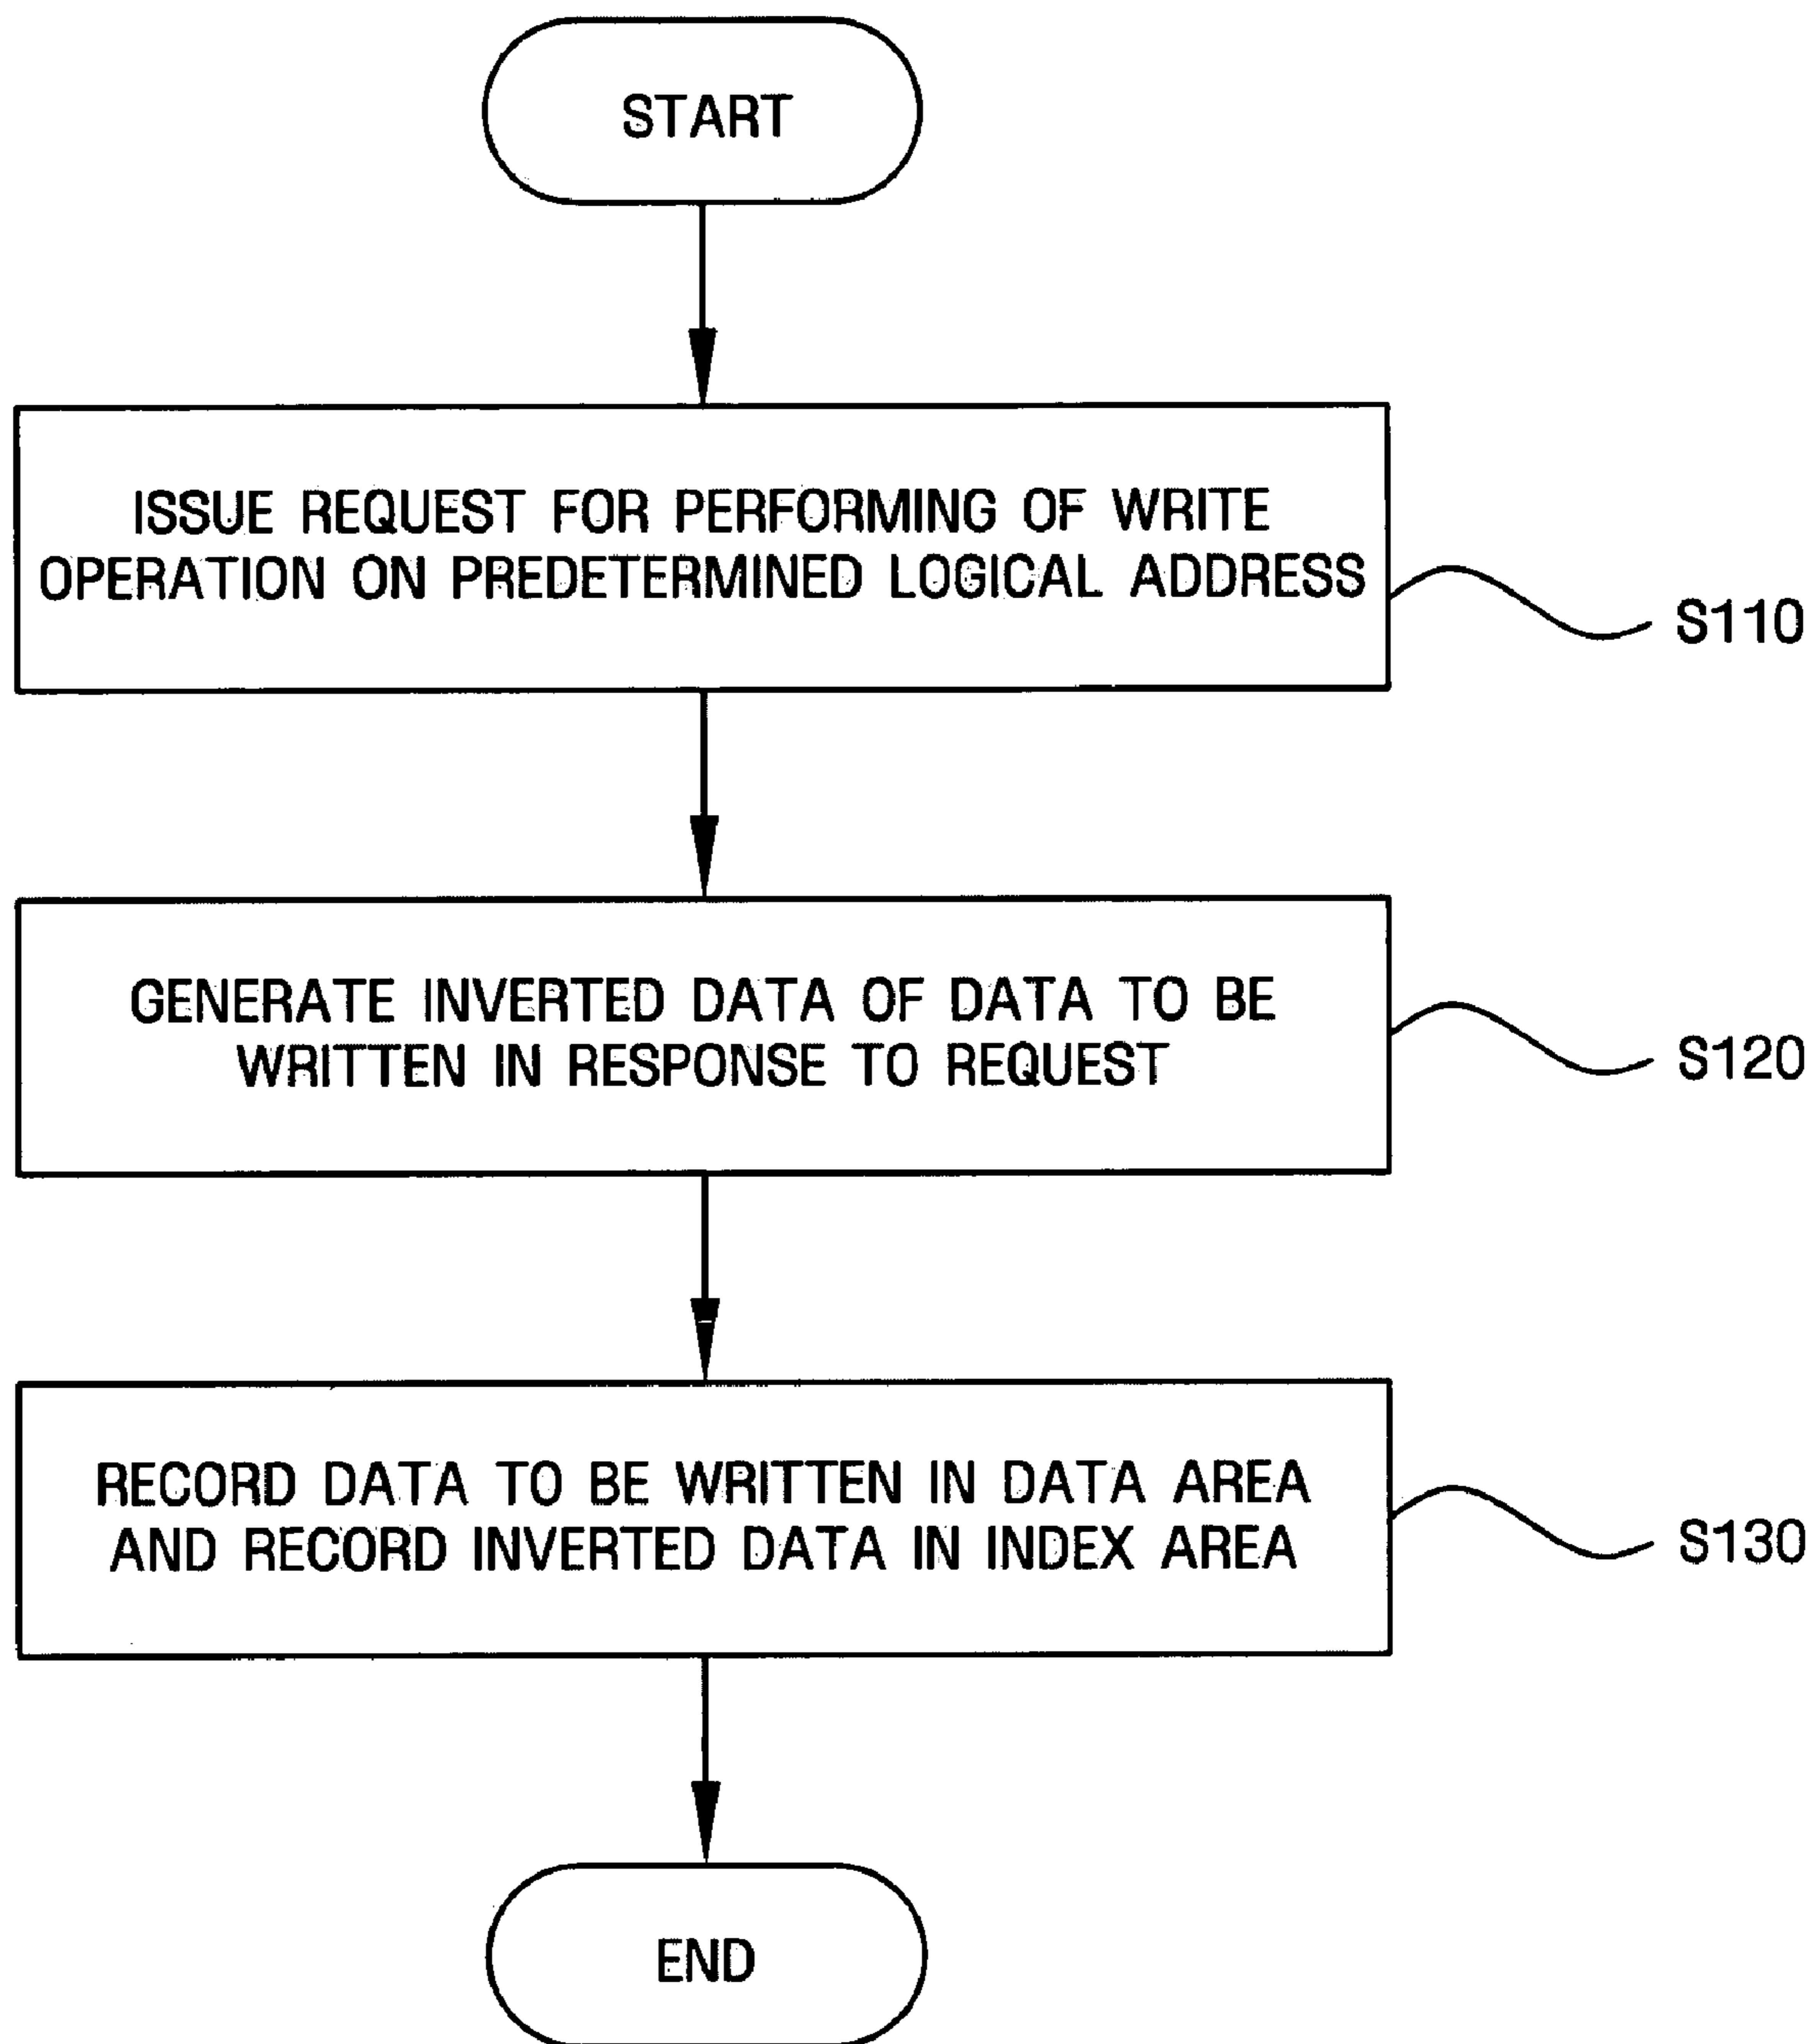 START
ISSUE REQUEST FOR PERFORMING OF WRITE
OPERATION ON PREDETERMINED LOGICAL ADDRESS
S110
GENERATE INVERTED DATA OF DATA TO BE
WRITTEN IN RESPONSE TO REQUEST
S120
RECORD DATA TO BE WRITTEN IN DATA AREA
AND RECORD INVERTED DATA IN INDEX AREA
S130
END